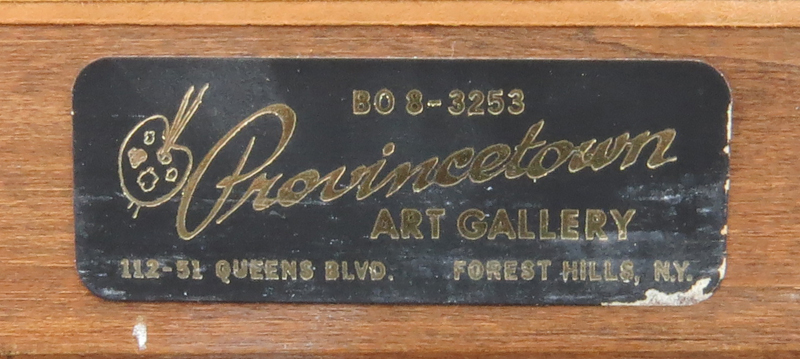 BO 8-3253
Provincetown
ART GALLERY
112-51 QUEENS BLVD. FOREST HILLS, N.Y.